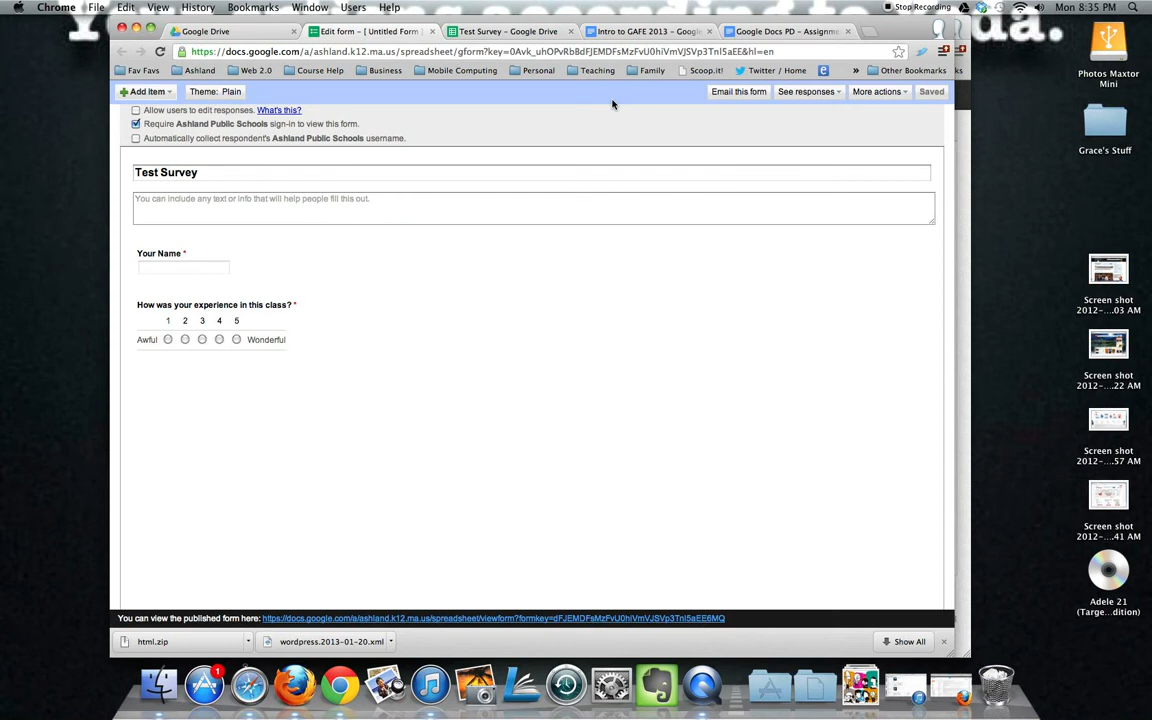 Chrome File Edit View History Bookmarks Window Users Help Stop Recording Mon 8:35 PM
Google Drive Edit form - [ Untitled Form ] Test Survey - Google Drive Intro to GAFE 2013 - Google Google Docs PD - Assignme
https://docs.google.com/a/ashland.k12.ma.us/spreadsheet/gform?key=0Avk_uhOPvRbBdFJEMDFsMzFvU0hiVmVJSVp3Tnl5aEE&hl=en
Fav Favs Ashland Web 2.0 Course Help Business Mobile Computing Personal Teaching Family Scoop.it! Twitter / Home » Other Bookmarks
Add item Theme: Plain Email this form See responses More actions Saved
Allow users to edit responses. What's this?
Require Ashland Public Schools sign-in to view this form.
Automatically collect respondent's Ashland Public Schools username.
Test Survey
You can include any text or info that will help people fill this out.
Your Name *
How was your experience in this class? *
1 2 3 4 5
Awful Wonderful
You can view the published form here: https://docs.google.com/a/ashland.k12.ma.us/spreadsheet/viewform?formkey=dFJEMDFsMzFvU0hiVmVJSVp3Tnl5aEE6MQ
html.zip wordpress.2013-01-20.xml Show All
Photos Maxtor
Mini
Grace's Stuff
Screen shot
2012-....03 AM
Screen shot
2012-...,22 AM
Screen shot
2012-....57 AM
Screen shot
2012-...41 AM
Adele 21
(Targe...dition)
1